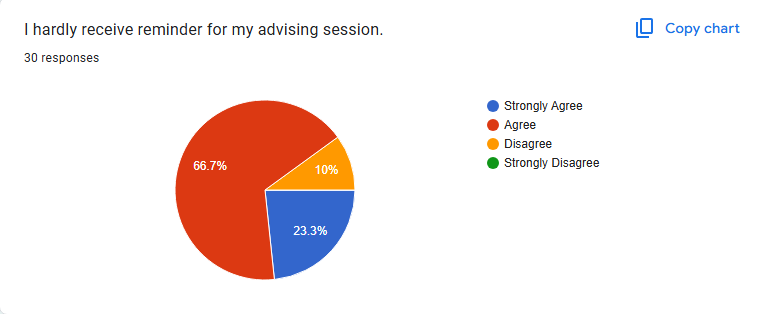 I hardly receive reminder for my advising session.
Copy chart
30 responses
Strongly Agree
Agree
Disagree
Strongly Disagree
66.7%
10%
23.3%